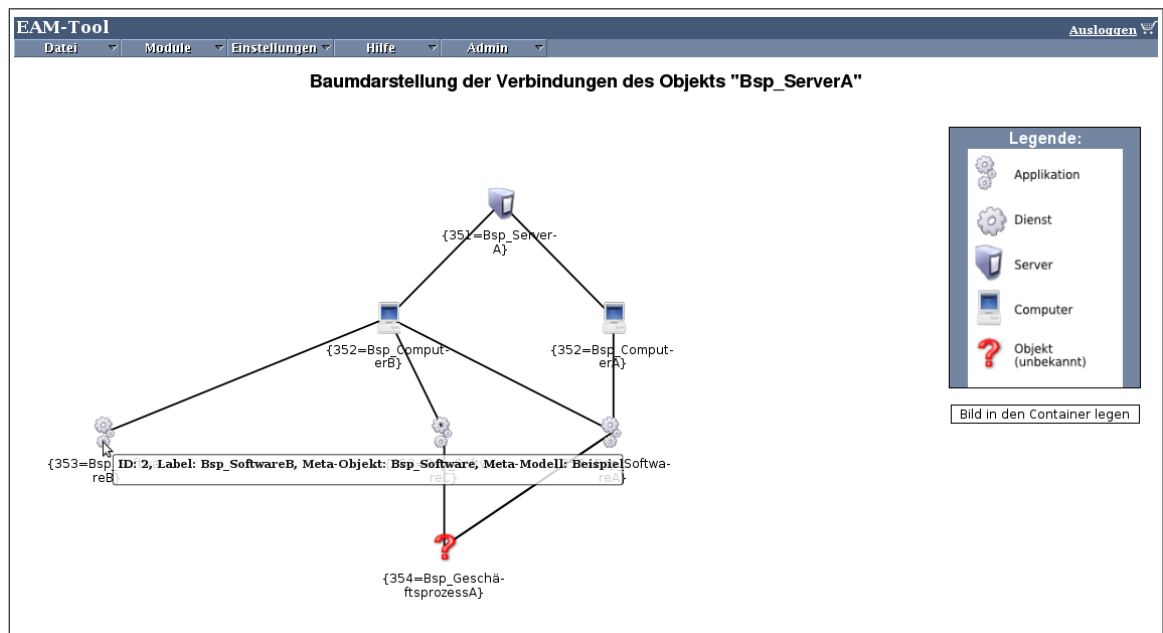 EAM-Tool
Ausloggen
Datei Module Einstellungen Hilfe Admin
Baumdarstellung der Verbindungen des Objekts "Bsp_ServerA"
Legende:
Applikation
Dienst
Server
Computer
Objekt
(unbekannt)
Bild in den Container legen
{351=Bsp_Server-
A}
{352=Bsp_Comput-
erB}
{352=Bsp_Comput-
erA}
{353=Bsp
reB}
ID: 2, Label: Bsp_SoftwareB, Meta-Objekt: Bsp_Software, Meta-Modell: Beispiel
reC}
Softwa-
reA}
{354=Bsp_Geschä-
ftsprozessA}